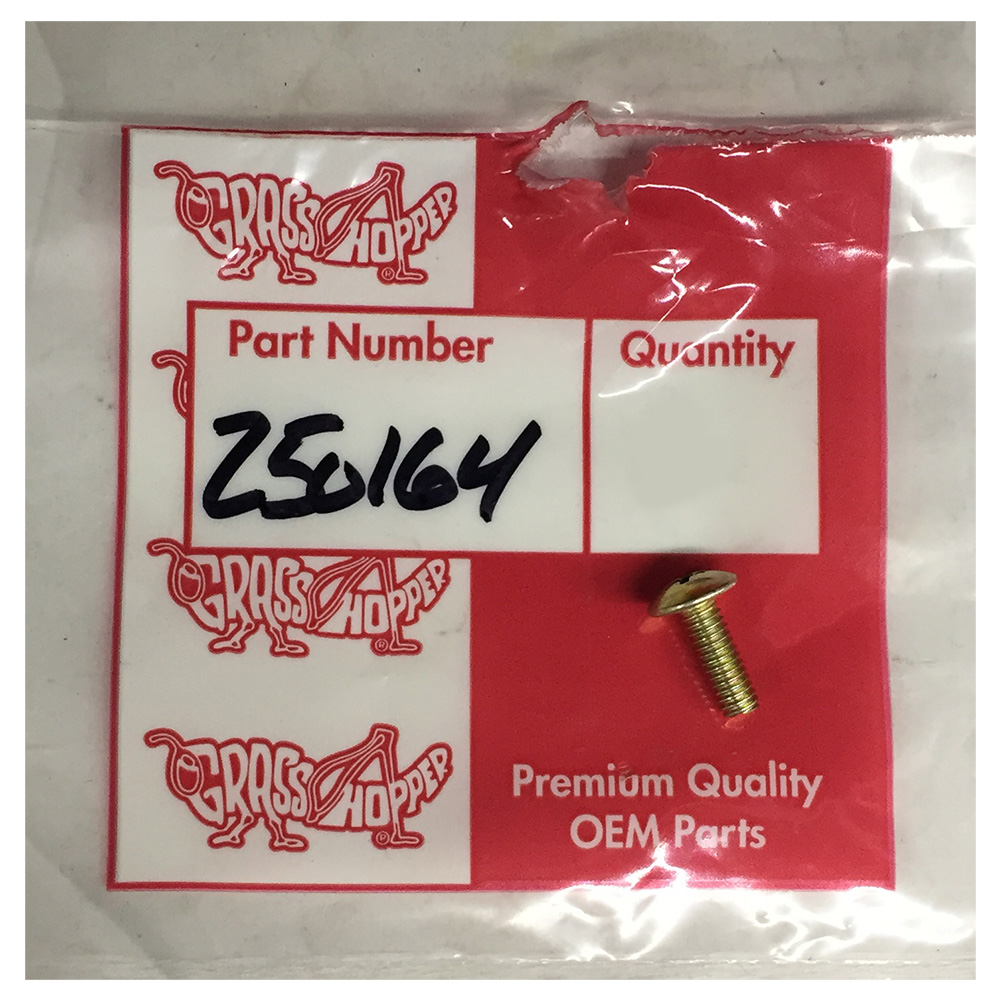 GRASSHOPPER®
Part Number
Quantity
250164
GRASSHOPPER®
GRASSHOPPER®
Premium Quality
OEM Parts